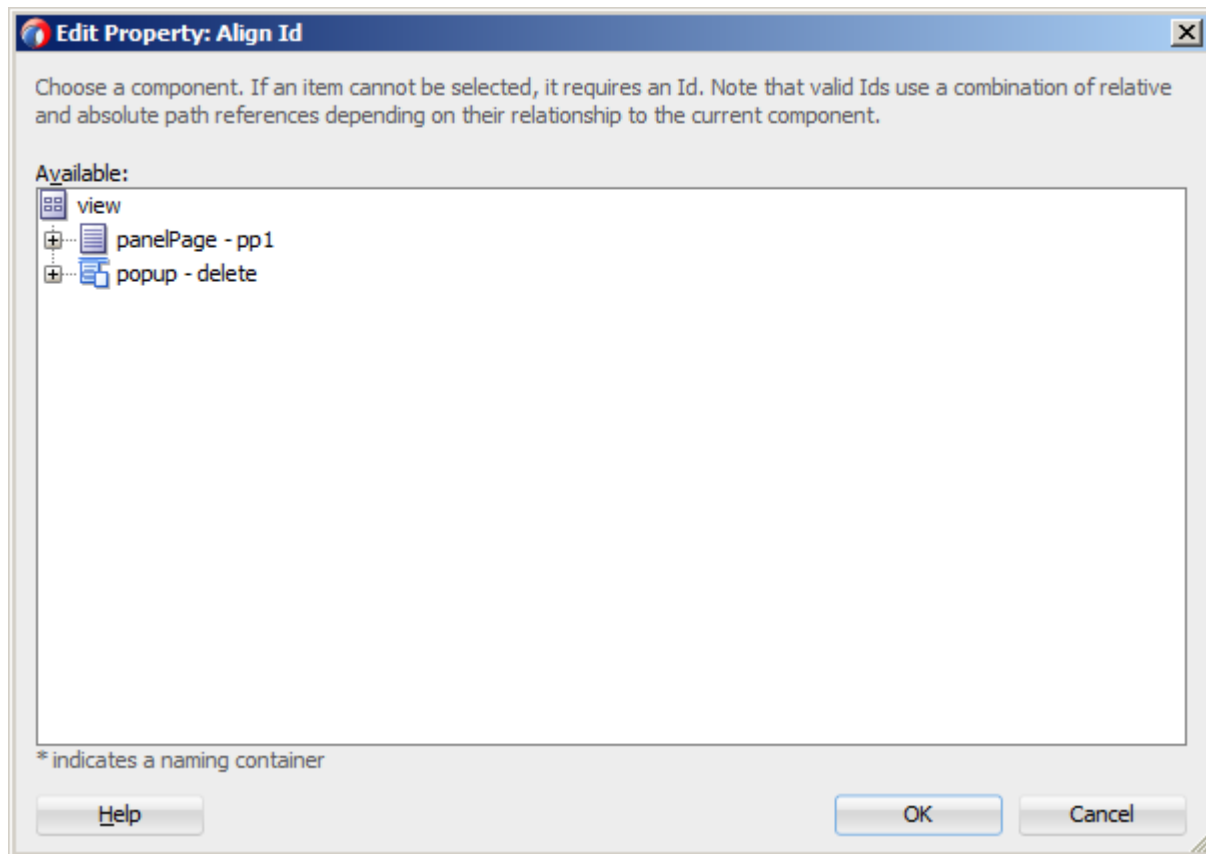 Edit Property: Align Id
Choose a component. If an item cannot be selected, it requires an Id. Note that valid Ids use a combination of relative
and absolute path references depending on their relationship to the current component.
Available:
view
panelPage - pp1
popup - delete
* indicates a naming container
Help OK Cancel